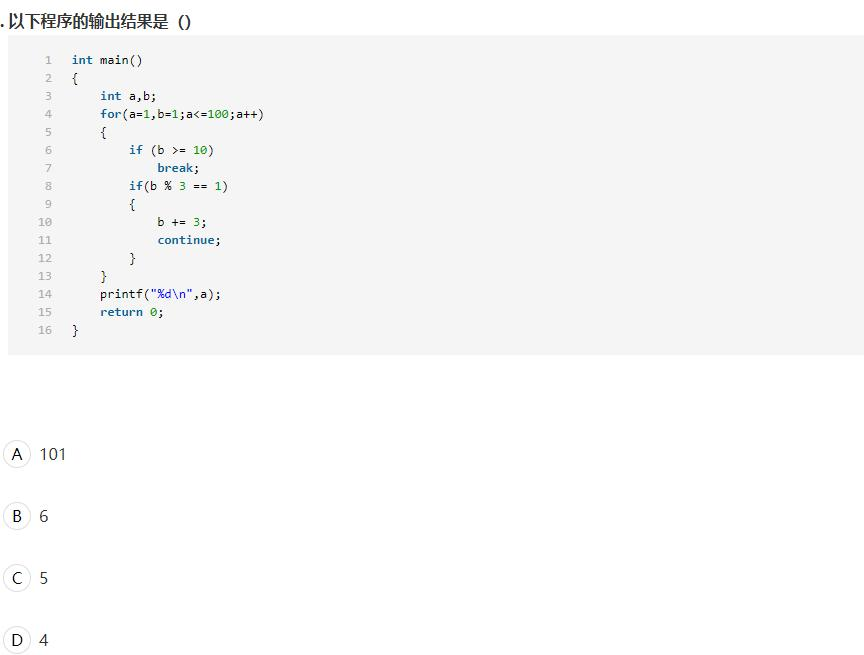 . 以下程序的输出结果是（）
1 int main()
2 {
3     int a,b;
4     for(a=1,b=1;a<=100;a++)
5     {
6         if (b >= 10)
7             break;
8         if(b % 3 == 1)
9         {
10             b += 3;
11             continue;
12         }
13     }
14     printf("%d\n",a);
15     return 0;
16 }
A 101
B 6
C 5
D 4